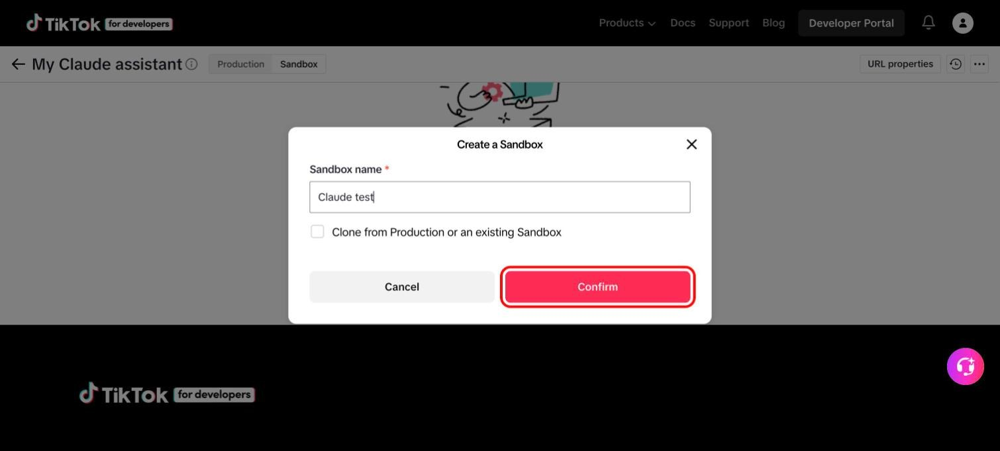 TikTok for developers
Products Docs Support Blog Developer Portal
My Claude assistant Production Sandbox URL properties
Create a Sandbox
Sandbox name *
Claude test
Clone from Production or an existing Sandbox
Cancel Confirm
TikTok for developers